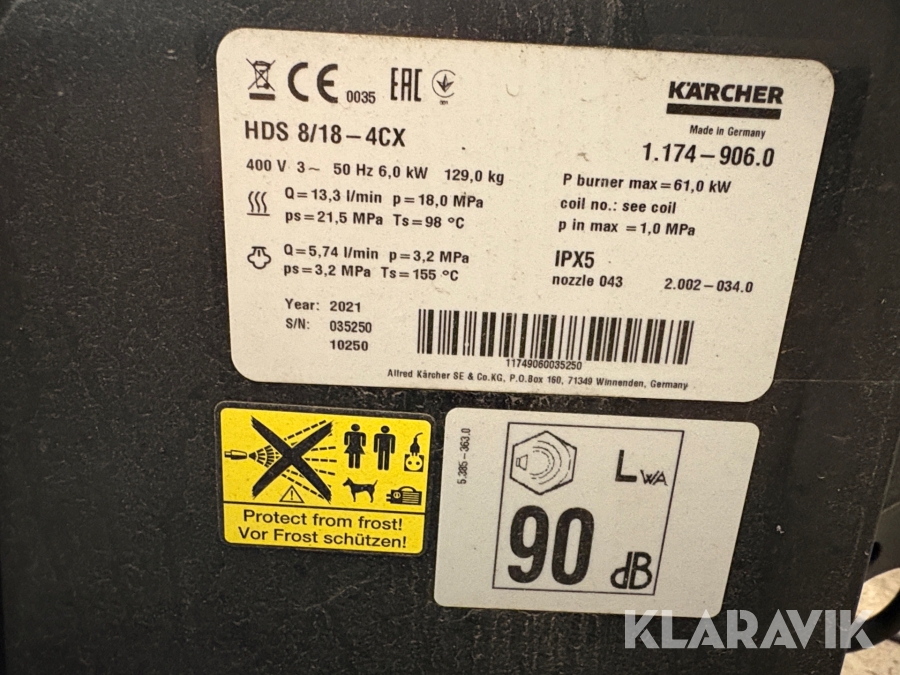 CE 0035 EAC
KÄRCHER
Made in Germany
HDS 8/18-4CX
1.174-906.0
400 V 3~ 50 Hz 6,0 kW 129,0 kg
P burner max=61,0 kW
Q=13,3 l/min p=18,0 MPa
coil no.: see coil
ps=21,5 MPa Ts=98 °C
p in max =1,0 MPa
Q=5,74 l/min p=3,2 MPa
IPX5
ps=3,2 MPa Ts=155 °C
nozzle 043 2.002-034.0
Year: 2021
S/N: 035250
10250
11749060035250
Alfred Kärcher SE & Co.KG, P.O.Box 160, 71349 Winnenden, Germany
Protect from frost!
Vor Frost schützen!
5.385-363.0
LWA
90 dB
KLARAVIK